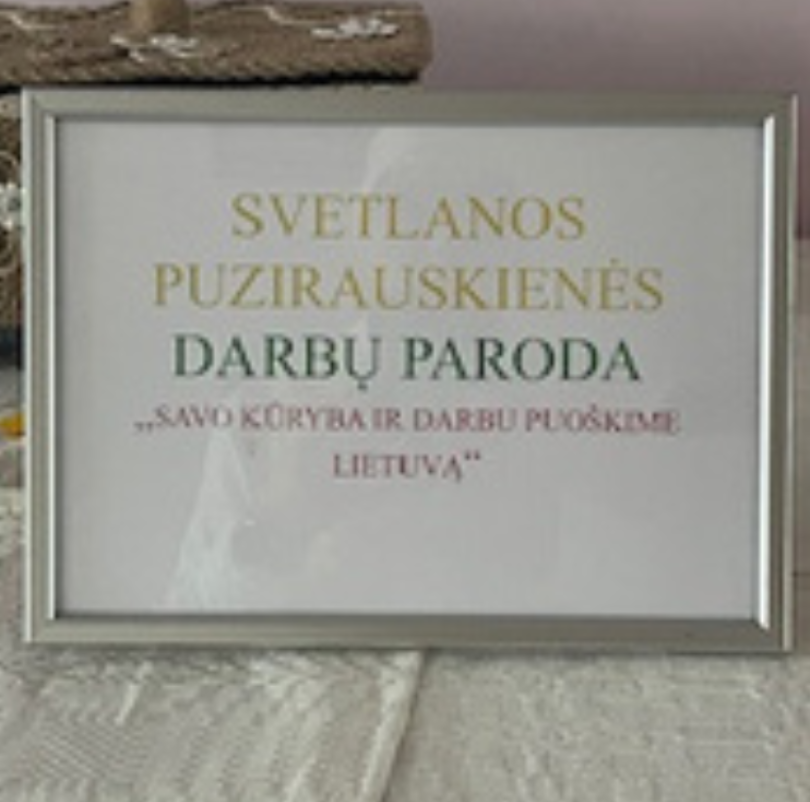 SVETLANOS
PUZIRAUSKIENĖS
DARBŲ PARODA
„SAVO KŪRYBA IR DARBU PUOŠKIME
LIETUVĄ“